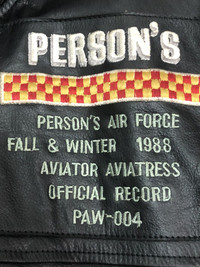 PERSON'S
PERSON'S AIR FORCE
FALL & WINTER 1988
AVIATOR AVIATRESS
OFFICIAL RECORD
PAW-004